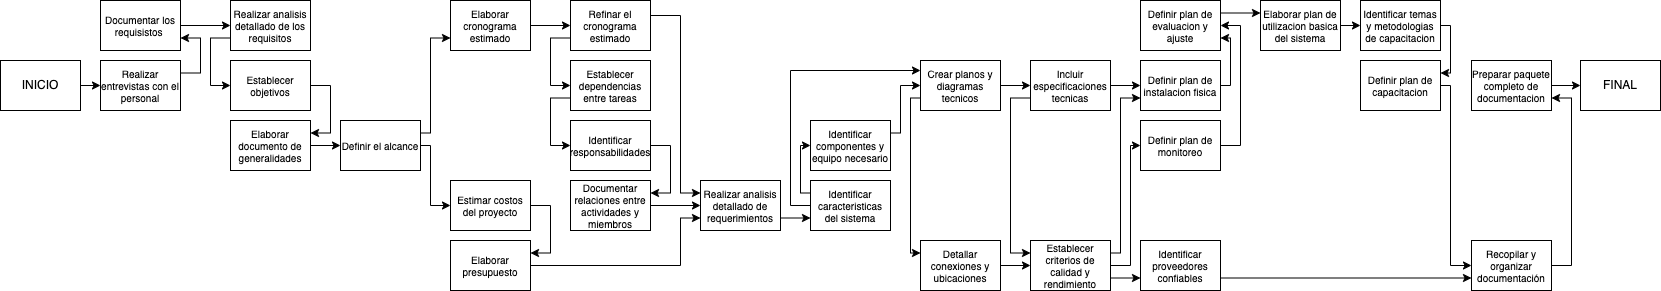 INICIO
Documentar los
requisistos
Realizar
entrevistas con el
personal
Realizar analisis
detallado de los
requisitos
Establecer
objetivos
Elaborar
documento de
generalidades
Definir el alcance
Elaborar
cronograma
estimado
Estimar costos
del proyecto
Elaborar
presupuesto
Refinar el
cronograma
estimado
Establecer
dependencias
entre tareas
Identificar
responsabilidades
Documentar
relaciones entre
actividades y
miembros
Realizar analisis
detallado de
requerimientos
Identificar
componentes y
equipo necesario
Identificar
caracteristicas
del sistema
Crear planos y
diagramas
tecnicos
Detallar
conexiones y
ubicaciones
Incluir
especificaciones
tecnicas
Establecer
criterios de
calidad y
rendimiento
Definir plan de
evaluacion y
ajuste
Definir plan de
instalacion fisica
Definir plan de
monitoreo
Identificar
proveedores
confiables
Elaborar plan de
utilizacion basica
del sistema
Identificar temas
y metodologias
de capacitacion
Definir plan de
capacitacion
Preparar paquete
completo de
documentacion
Recopilar y
organizar
documentación
FINAL